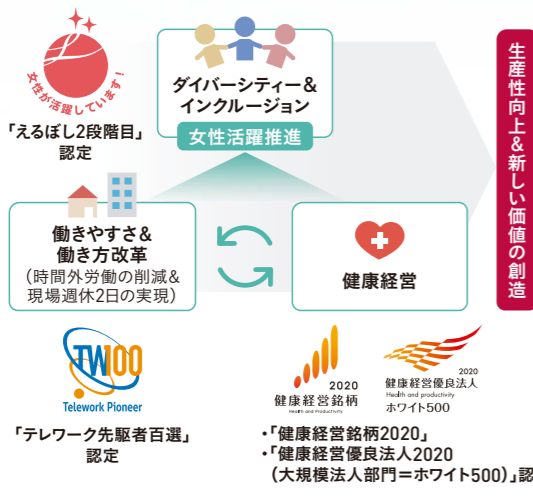 女性が活躍しています!
「えるぼし2段階目」
認定
ダイバーシティー&
インクルージョン
女性活躍推進
生産性向上&新しい価値の創造
働きやすさ&
働き方改革
(時間外労働の削減&
現場週休2日の実現)
健康経営
TW100
Telework Pioneer
「テレワーク先駆者百選」
認定
2020
健康経営銘柄
Health and Productivity
2020
健康経営優良法人
Health and productivity
ホワイト500
・「健康経営銘柄2020」
・「健康経営優良法人2020
(大規模法人部門=ホワイト500)」認